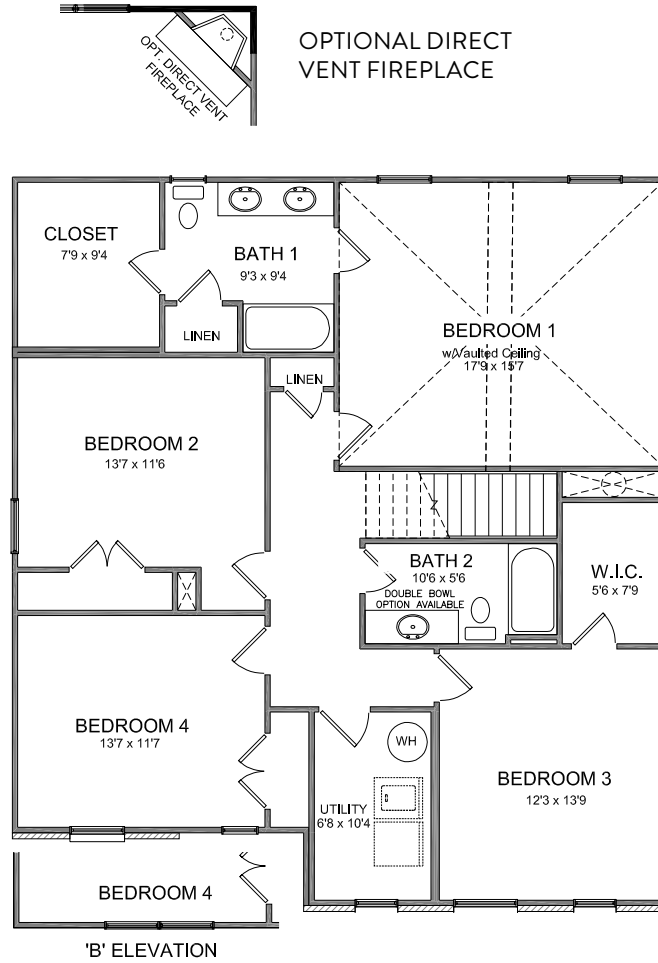 OPTIONAL DIRECT
VENT FIREPLACE
OPT. DIRECT VENT
FIREPLACE
CLOSET
7'9 x 9'4
BATH 1
9'3 x 9'4
LINEN
BEDROOM 1
w/Vaulted Ceiling
17'9 x 15'7
LINEN
BEDROOM 2
13'7 x 11'6
BATH 2
10'6 x 5'6
DOUBLE BOWL
OPTION AVAILABLE
W.I.C.
5'6 x 7'9
BEDROOM 4
13'7 x 11'7
WH
UTILITY
6'8 x 10'4
BEDROOM 3
12'3 x 13'9
BEDROOM 4
'B' ELEVATION